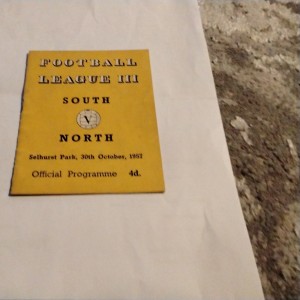 FOOTBALL
LEAGUE III
SOUTH
V
NORTH
Selhurst Park, 30th October, 1957
Official Programme 4d.